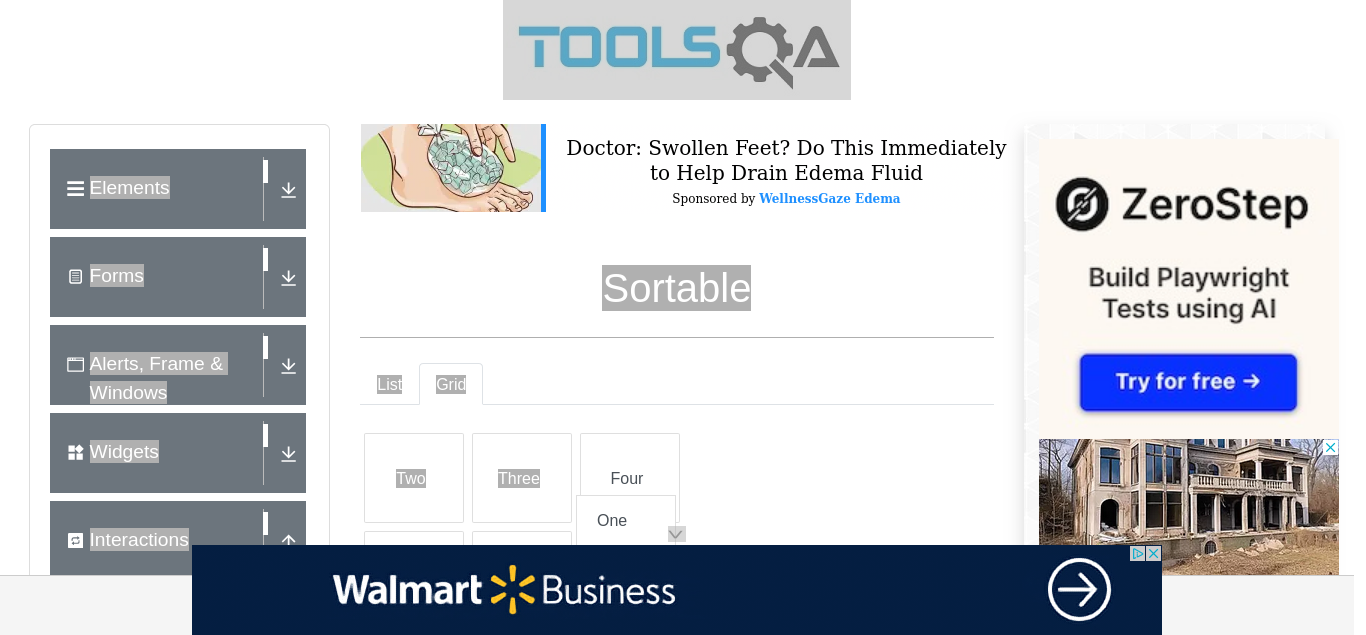 TOOLSQA
Elements
Forms
Alerts, Frame &
Windows
Widgets
Interactions
Doctor: Swollen Feet? Do This Immediately
to Help Drain Edema Fluid
Sponsored by WellnessGaze Edema
Sortable
List
Grid
Two
Three
Four
One
ZeroStep
Build Playwright
Tests using AI
Try for free →
Walmart Business